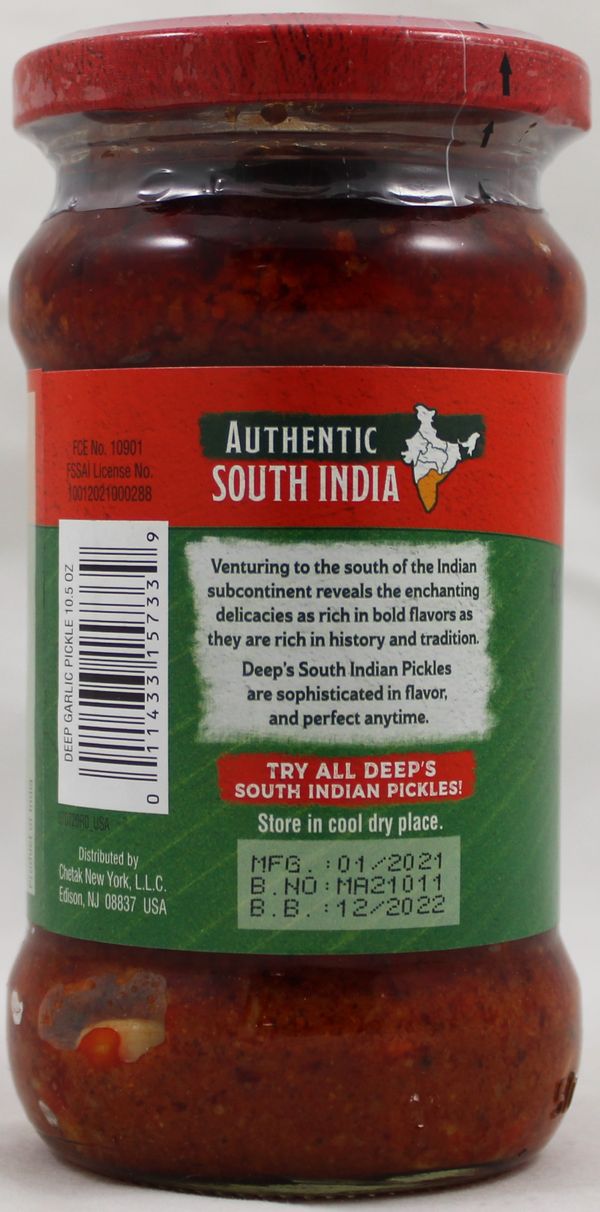 FCE No. 10901
FSSAI License No.
10012021000288
AUTHENTIC
SOUTH INDIA
DEEP GARLIC PICKLE 10.5 OZ
0 11433 15733 9
Venturing to the south of the Indian
subcontinent reveals the enchanting
delicacies as rich in bold flavors as
they are rich in history and tradition.
Deep's South Indian Pickles
are sophisticated in flavor,
and perfect anytime.
TRY ALL DEEP'S
SOUTH INDIAN PICKLES!
Store in cool dry place.
MFG. : 01/2021
B.NO : MA21011
B.B. : 12/2022
USA
Distributed by
Chetak New York, L.L.C.
Edison, NJ 08837 USA
Product of India